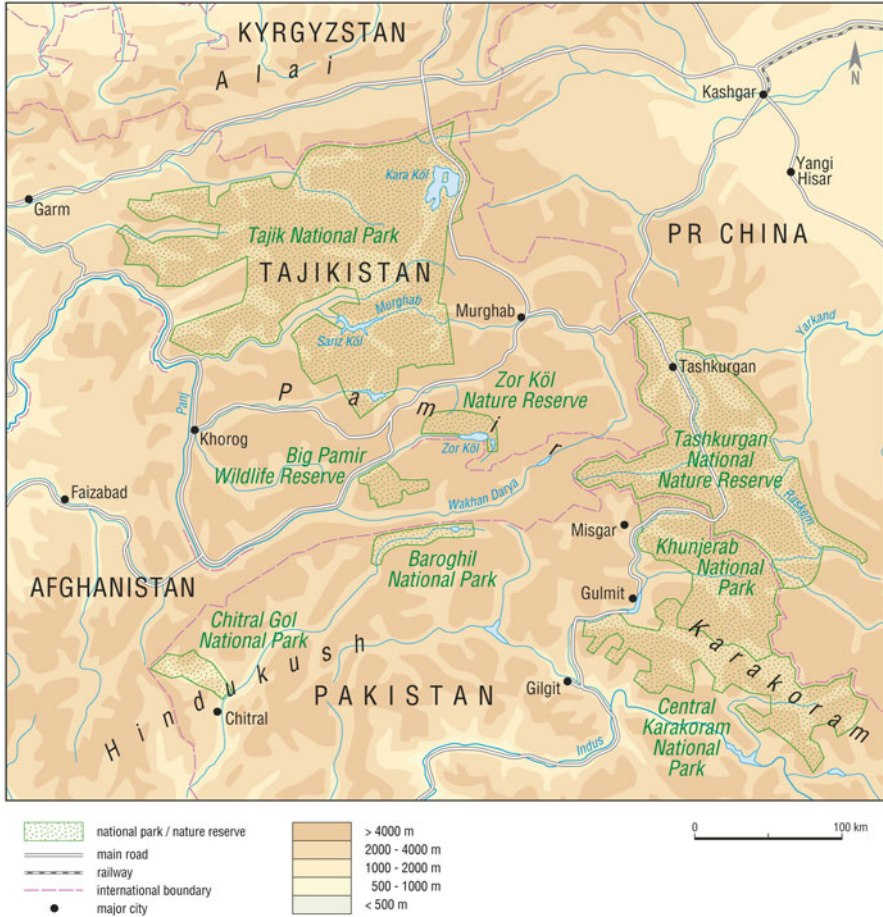 KYRGYZSTAN
Alai
N
Kashgar
Yangi
Hisar
Kara Köl
Garm
Tajik National Park
PR CHINA
TAJIKISTAN
Murghab
Murghab
Sarez Köl
Yarkand
Tashkurgan
Pamir
Zor Köl
Nature Reserve
Panj
Khorog
Zor Köl
Big Pamir
Wildlife Reserve
Tashkurgan
National
Nature Reserve
Faizabad
Wakhan Darya
Raskem
Misgar
Baroghil
National Park
Khunjerab
National
Park
AFGHANISTAN
Gulmit
Chitral Gol
National Park
Karakoram
Hindukush
PAKISTAN
Gilgit
Chitral
Central
Karakoram
National
Park
Indus
national park / nature reserve
main road
railway
international boundary
major city
> 4000 m
2000 - 4000 m
1000 - 2000 m
500 - 1000 m
< 500 m
0 100 km